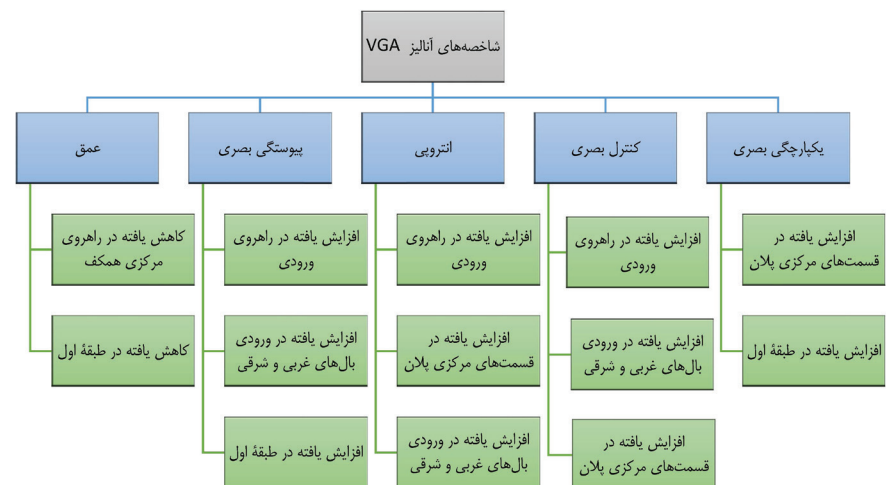 شاخصه‌های آنالیز VGA
یکپارچگی بصری
افزایش یافته در
قسمت‌های مرکزی پلان
افزایش یافته در طبقهٔ اول
کنترل بصری
افزایش یافته در راهروی
ورودی
افزایش یافته در ورودی
بال‌های غربی و شرقی
افزایش یافته در
قسمت‌های مرکزی پلان
انتروپی
افزایش یافته در راهروی
ورودی
افزایش یافته در
قسمت‌های مرکزی پلان
افزایش یافته در ورودی
بال‌های غربی و شرقی
پیوستگی بصری
افزایش یافته در راهروی
ورودی
افزایش یافته در ورودی
بال‌های غربی و شرقی
افزایش یافته در طبقهٔ اول
عمق
کاهش یافته در راهروی
مرکزی همکف
کاهش یافته در طبقهٔ اول